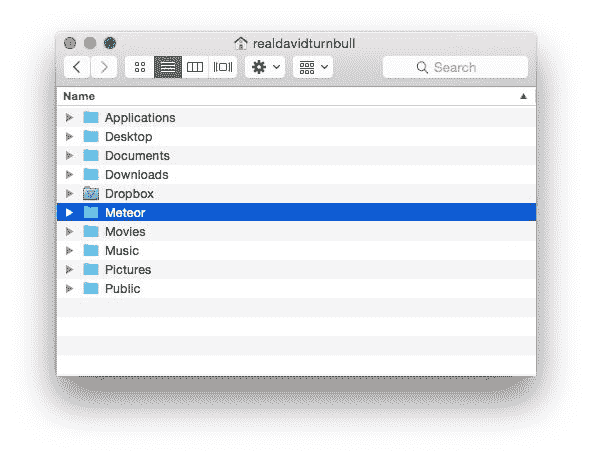 realdavidturnbull
Search
Name
Applications
Desktop
Documents
Downloads
Dropbox
Meteor
Movies
Music
Pictures
Public